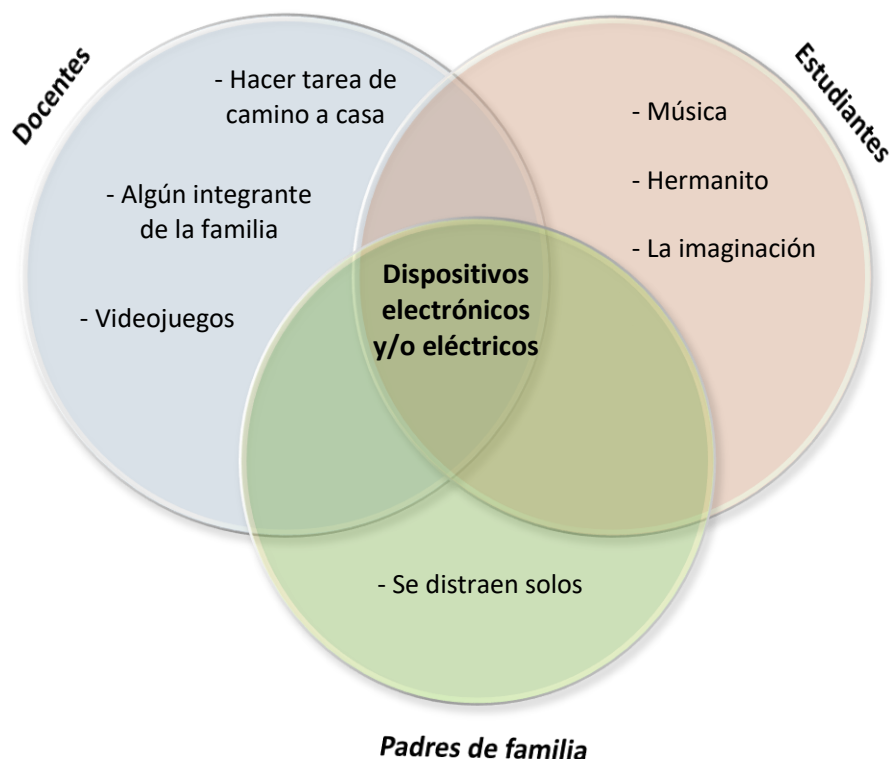 Docentes
Estudiantes
- Hacer tarea de
camino a casa
- Algún integrante
de la familia
- Videojuegos
- Música
- Hermanito
- La imaginación
Dispositivos
electrónicos
y/o eléctricos
- Se distraen solos
Padres de familia